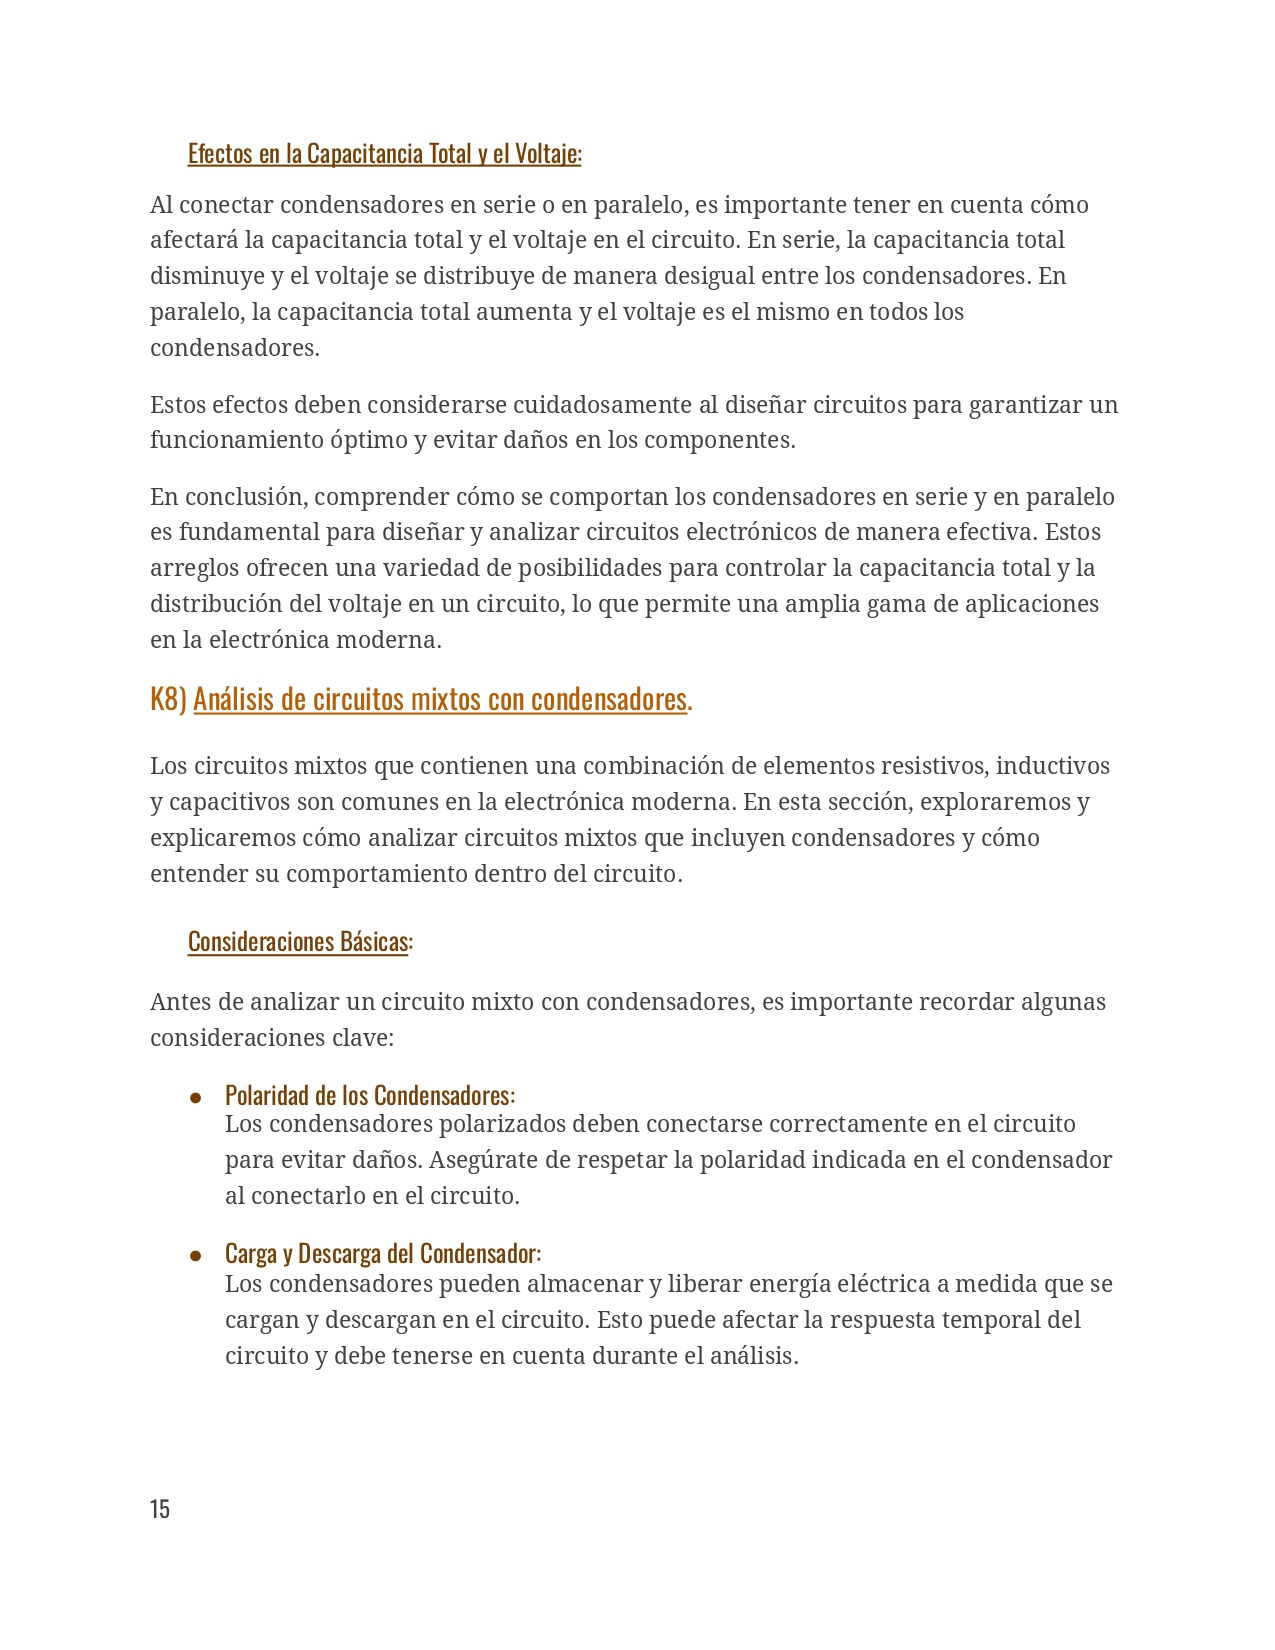 Efectos en la Capacitancia Total y el Voltaje:
Al conectar condensadores en serie o en paralelo, es importante tener en cuenta cómo
afectará la capacitancia total y el voltaje en el circuito. En serie, la capacitancia total
disminuye y el voltaje se distribuye de manera desigual entre los condensadores. En
paralelo, la capacitancia total aumenta y el voltaje es el mismo en todos los
condensadores.
Estos efectos deben considerarse cuidadosamente al diseñar circuitos para garantizar un
funcionamiento óptimo y evitar daños en los componentes.
En conclusión, comprender cómo se comportan los condensadores en serie y en paralelo
es fundamental para diseñar y analizar circuitos electrónicos de manera efectiva. Estos
arreglos ofrecen una variedad de posibilidades para controlar la capacitancia total y la
distribución del voltaje en un circuito, lo que permite una amplia gama de aplicaciones
en la electrónica moderna.
K8) Análisis de circuitos mixtos con condensadores.
Los circuitos mixtos que contienen una combinación de elementos resistivos, inductivos
y capacitivos son comunes en la electrónica moderna. En esta sección, exploraremos y
explicaremos cómo analizar circuitos mixtos que incluyen condensadores y cómo
entender su comportamiento dentro del circuito.
Consideraciones Básicas:
Antes de analizar un circuito mixto con condensadores, es importante recordar algunas
consideraciones clave:
● Polaridad de los Condensadores:
Los condensadores polarizados deben conectarse correctamente en el circuito
para evitar daños. Asegúrate de respetar la polaridad indicada en el condensador
al conectarlo en el circuito.
● Carga y Descarga del Condensador:
Los condensadores pueden almacenar y liberar energía eléctrica a medida que se
cargan y descargan en el circuito. Esto puede afectar la respuesta temporal del
circuito y debe tenerse en cuenta durante el análisis.
15